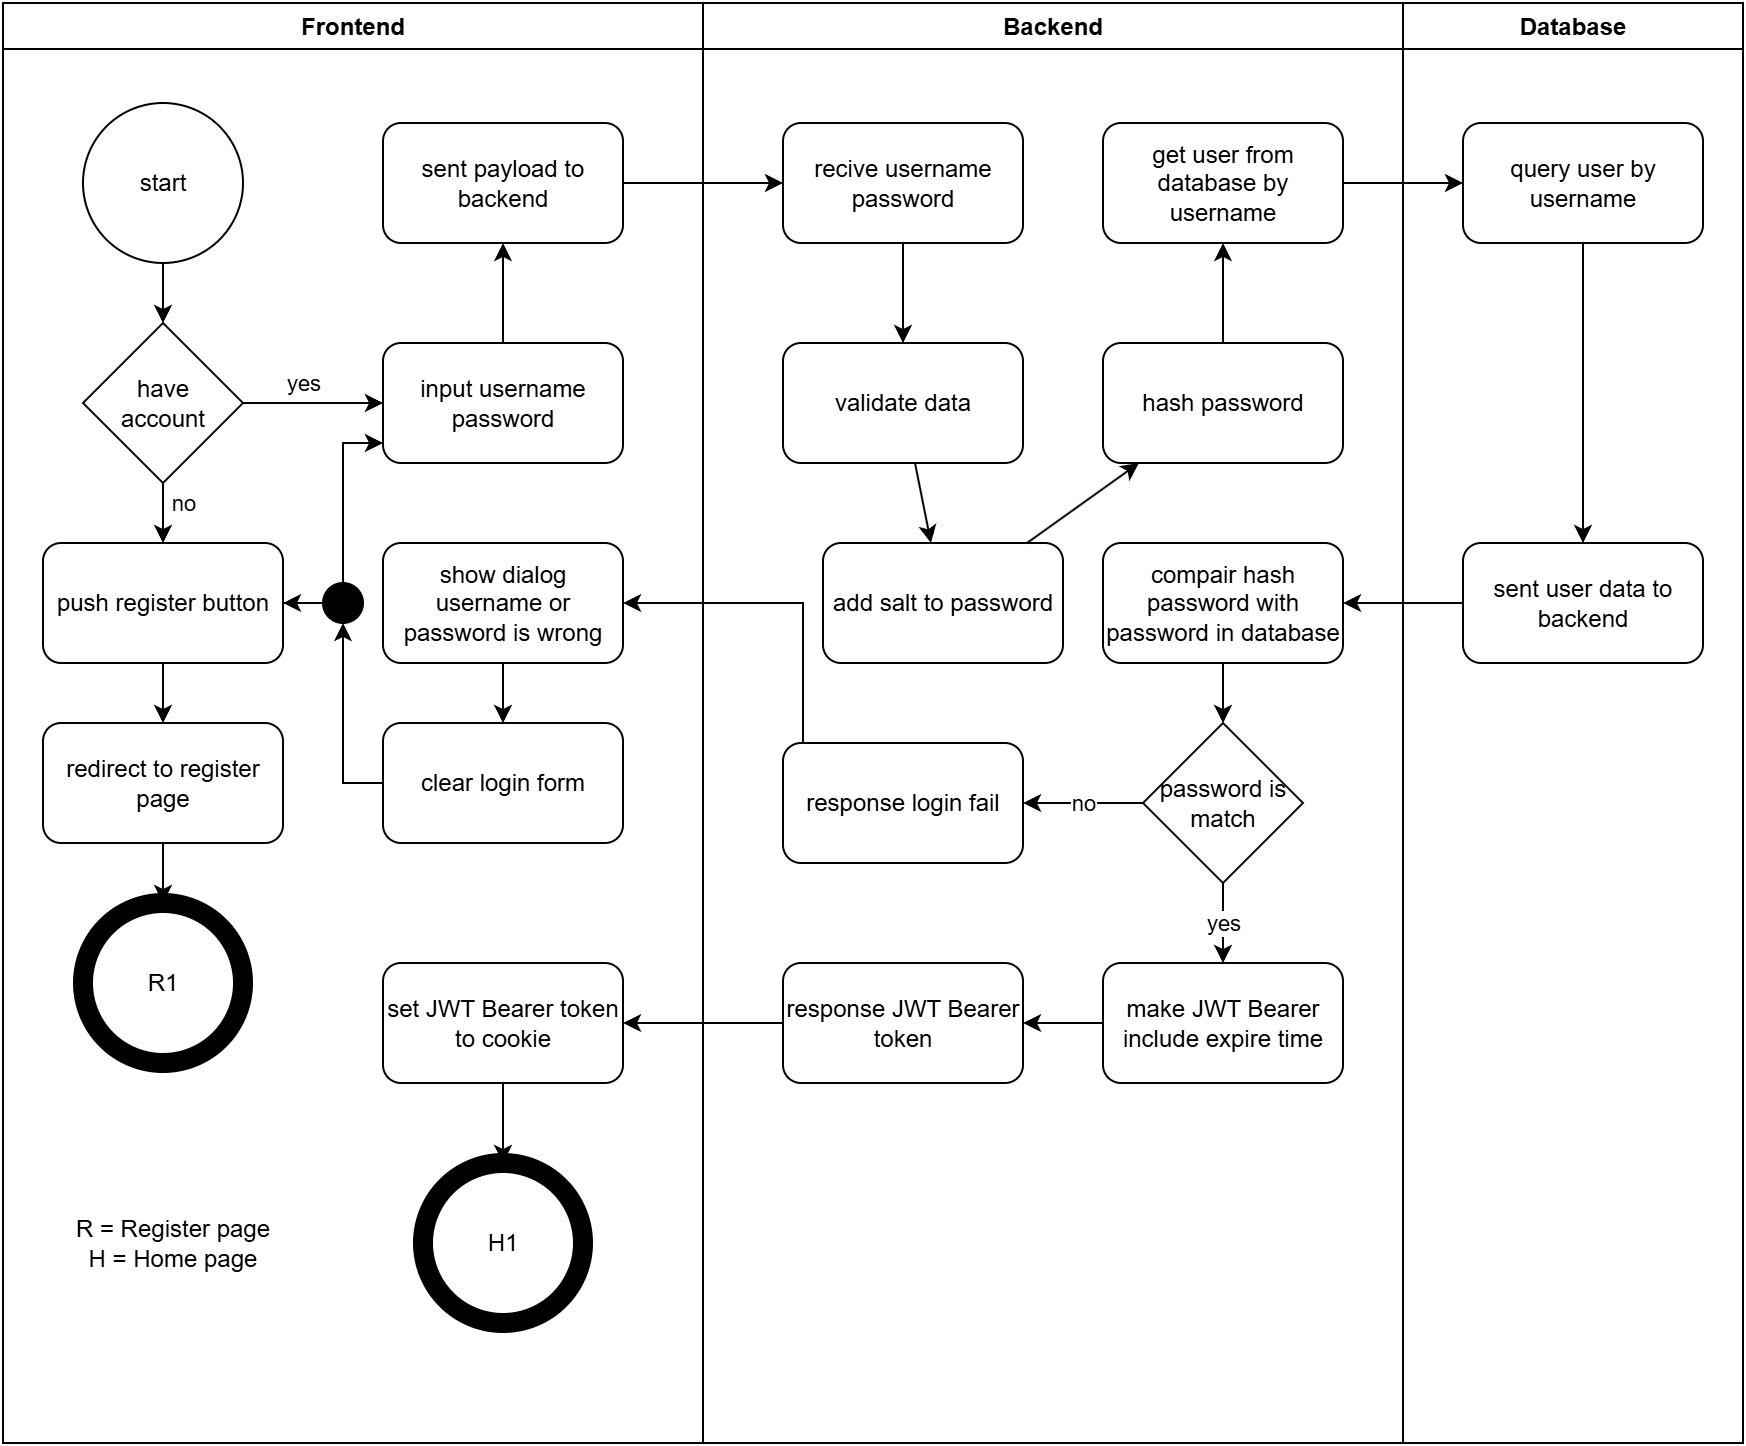 Frontend
Backend
Database
start
sent payload to
backend
recive username
password
get user from
database by
username
query user by
username
have
account
yes
input username
password
validate data
hash password
no
push register button
show dialog
username or
password is wrong
add salt to password
compair hash
password with
password in database
sent user data to
backend
redirect to register
page
clear login form
response login fail
no
password is
match
yes
R1
set JWT Bearer token
to cookie
response JWT Bearer
token
make JWT Bearer
include expire time
R = Register page
H = Home page
H1